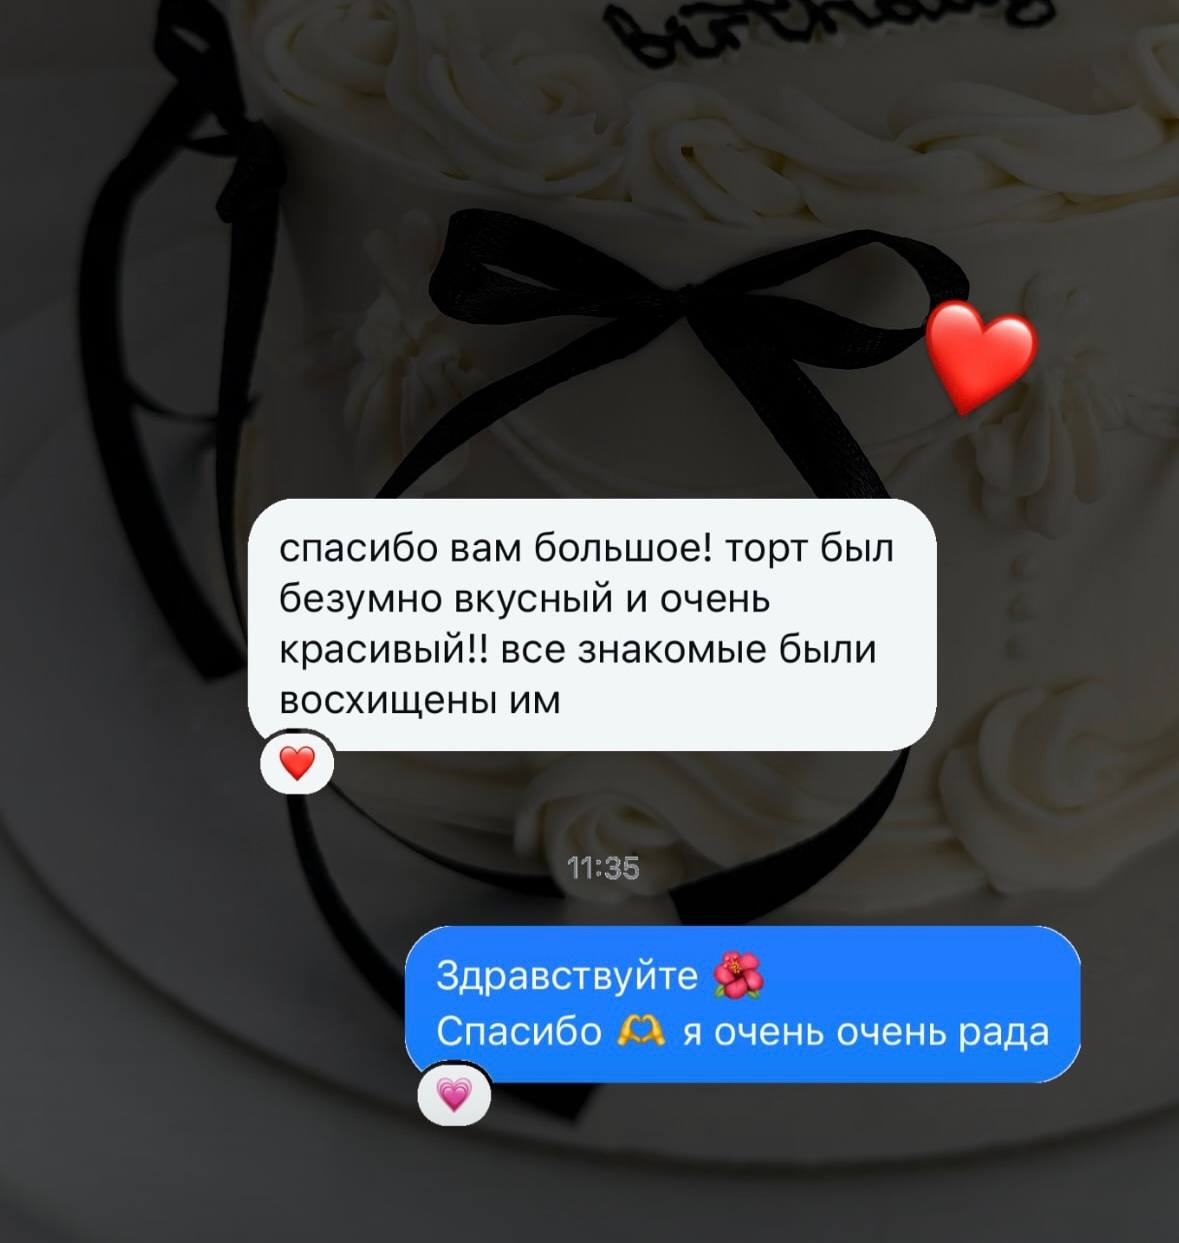 birthday
спасибо вам большое! торт был
безумно вкусный и очень
красивый!! все знакомые были
восхищены им
11:35
Здравствуйте
Спасибо я очень очень рада